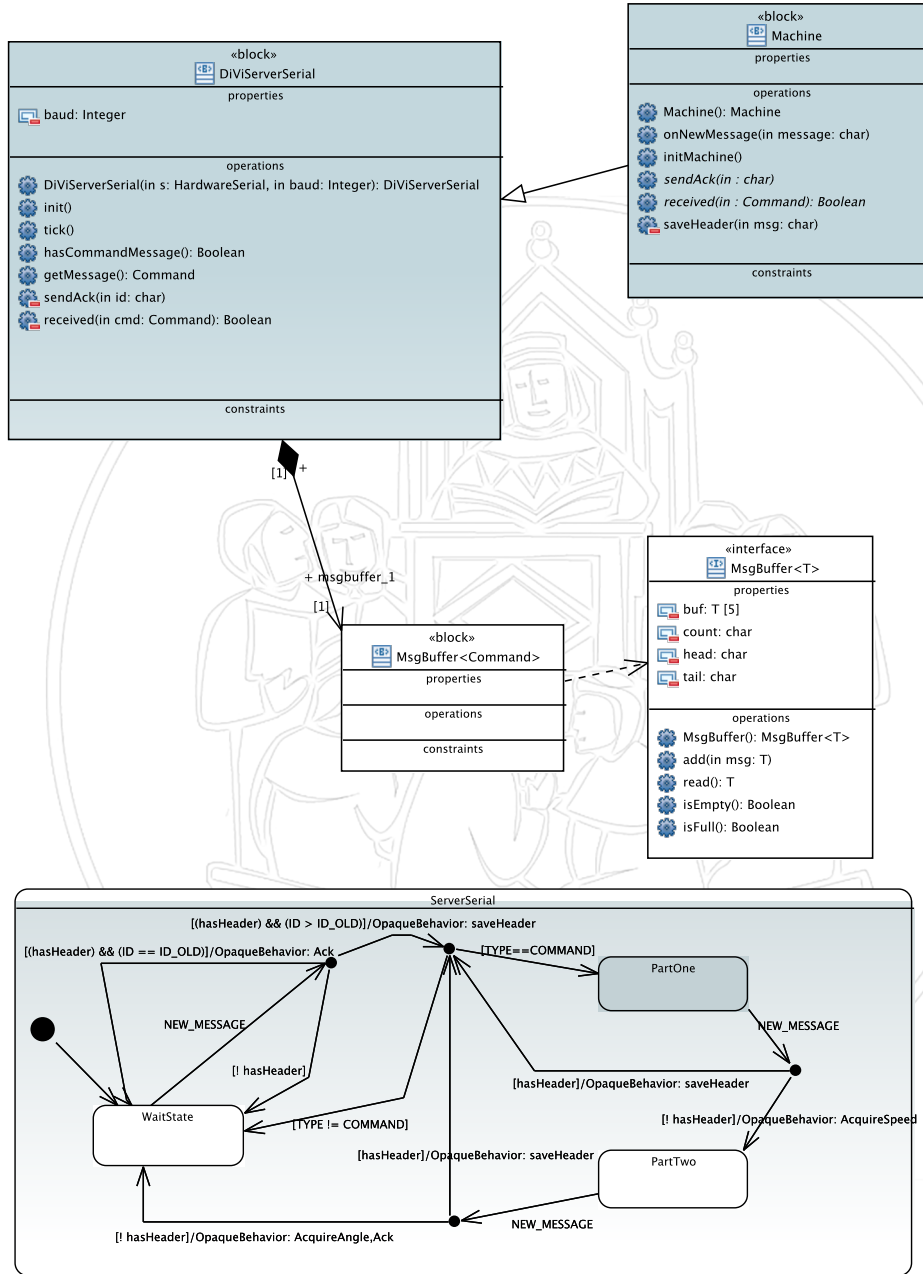 «block»
DiViServerSerial
properties
baud: Integer
operations
DiViServerSerial(in s: HardwareSerial, in baud: Integer): DiViServerSerial
init()
tick()
hasCommandMessage(): Boolean
getMessage(): Command
sendAck(in id: char)
received(in cmd: Command): Boolean
constraints
«block»
Machine
properties
operations
Machine(): Machine
onNewMessage(in message: char)
initMachine()
sendAck(in : char)
received(in : Command): Boolean
saveHeader(in msg: char)
constraints
[1]
+
+ msgbuffer_1
[1]
«block»
MsgBuffer<Command>
properties
operations
constraints
«interface»
MsgBuffer<T>
properties
buf: T [5]
count: char
head: char
tail: char
operations
MsgBuffer(): MsgBuffer<T>
add(in msg: T)
read(): T
isEmpty(): Boolean
isFull(): Boolean
ServerSerial
[(hasHeader) && (ID > ID_OLD)]/OpaqueBehavior: saveHeader
[(hasHeader) && (ID == ID_OLD)]/OpaqueBehavior: Ack
[TYPE==COMMAND]
PartOne
NEW_MESSAGE
NEW_MESSAGE
[! hasHeader]
[hasHeader]/OpaqueBehavior: saveHeader
WaitState
[TYPE != COMMAND]
[! hasHeader]/OpaqueBehavior: AcquireSpeed
[hasHeader]/OpaqueBehavior: saveHeader
PartTwo
NEW_MESSAGE
[! hasHeader]/OpaqueBehavior: AcquireAngle,Ack